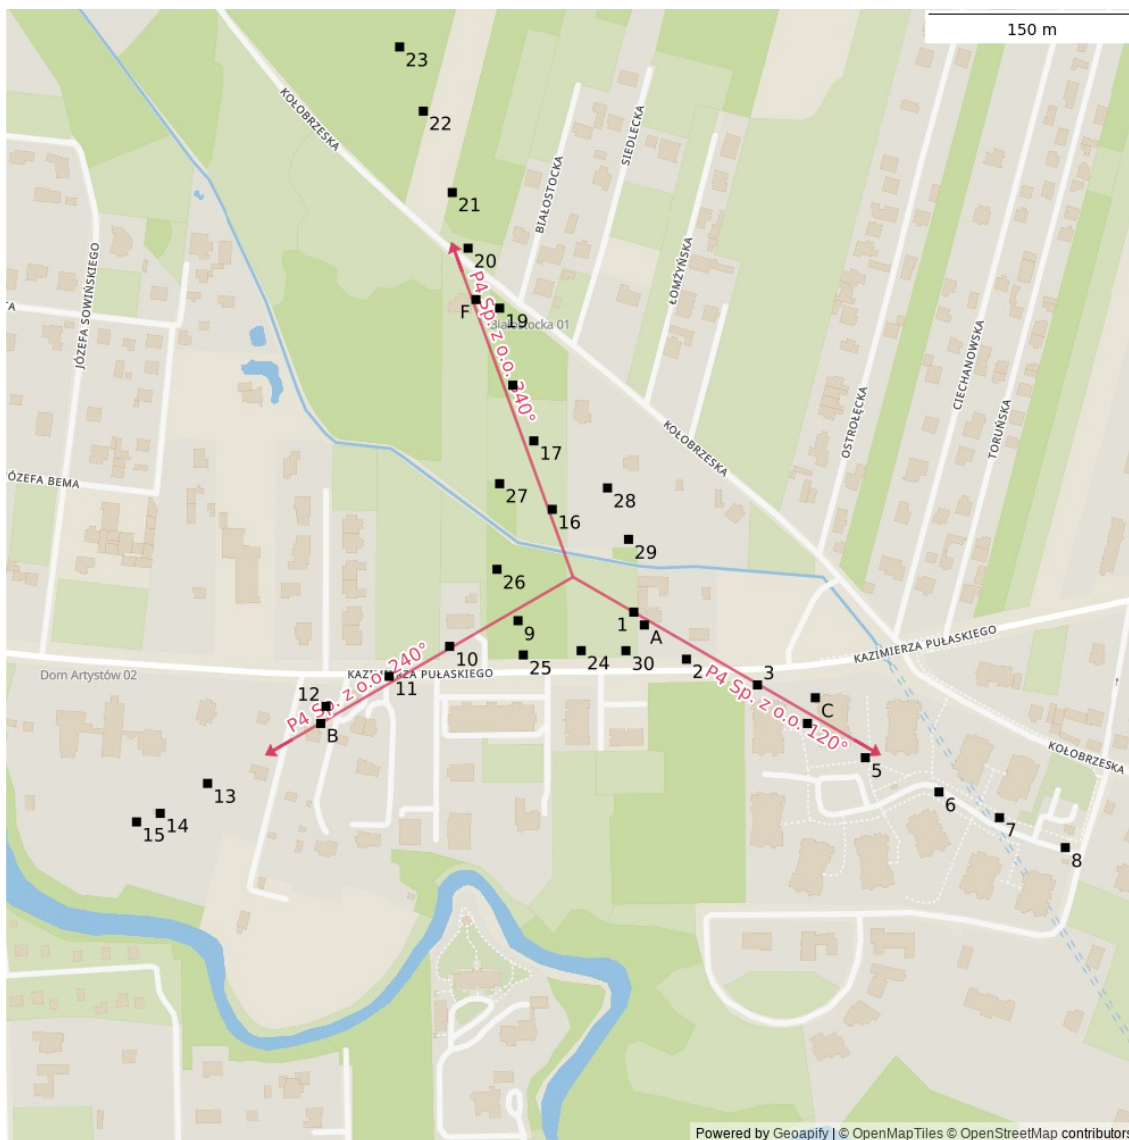 150 m
23
22
KOŁOBRZESKA
SIEDLECKA
BIAŁOSTOCKA
21
JÓZEFA SOWIŃSKIEGO
20
ŁOMŻYŃSKA
P4 Sp. z o.o. 340°
F
19
Białostocka 01
TA
CIECHANOWSKA
OSTROŁĘCKA
TORUŃSKA
17
KOŁOBRZESKA
JÓZEFA BEMA
27
28
16
29
26
1
A
9
10
25
24
30
2
KAZIMIERZA PUŁASKIEGO
P4 Sp. z o.o. 240°
KAZIMIERZA PUŁASKIEGO
Dom Artystów 02
11
3
P4 Sp. z o.o. 120°
12
B
C
KOŁOBRZESKA
5
13
6
14
15
7
8
Powered by Geoapify | © OpenMapTiles © OpenStreetMap contributors